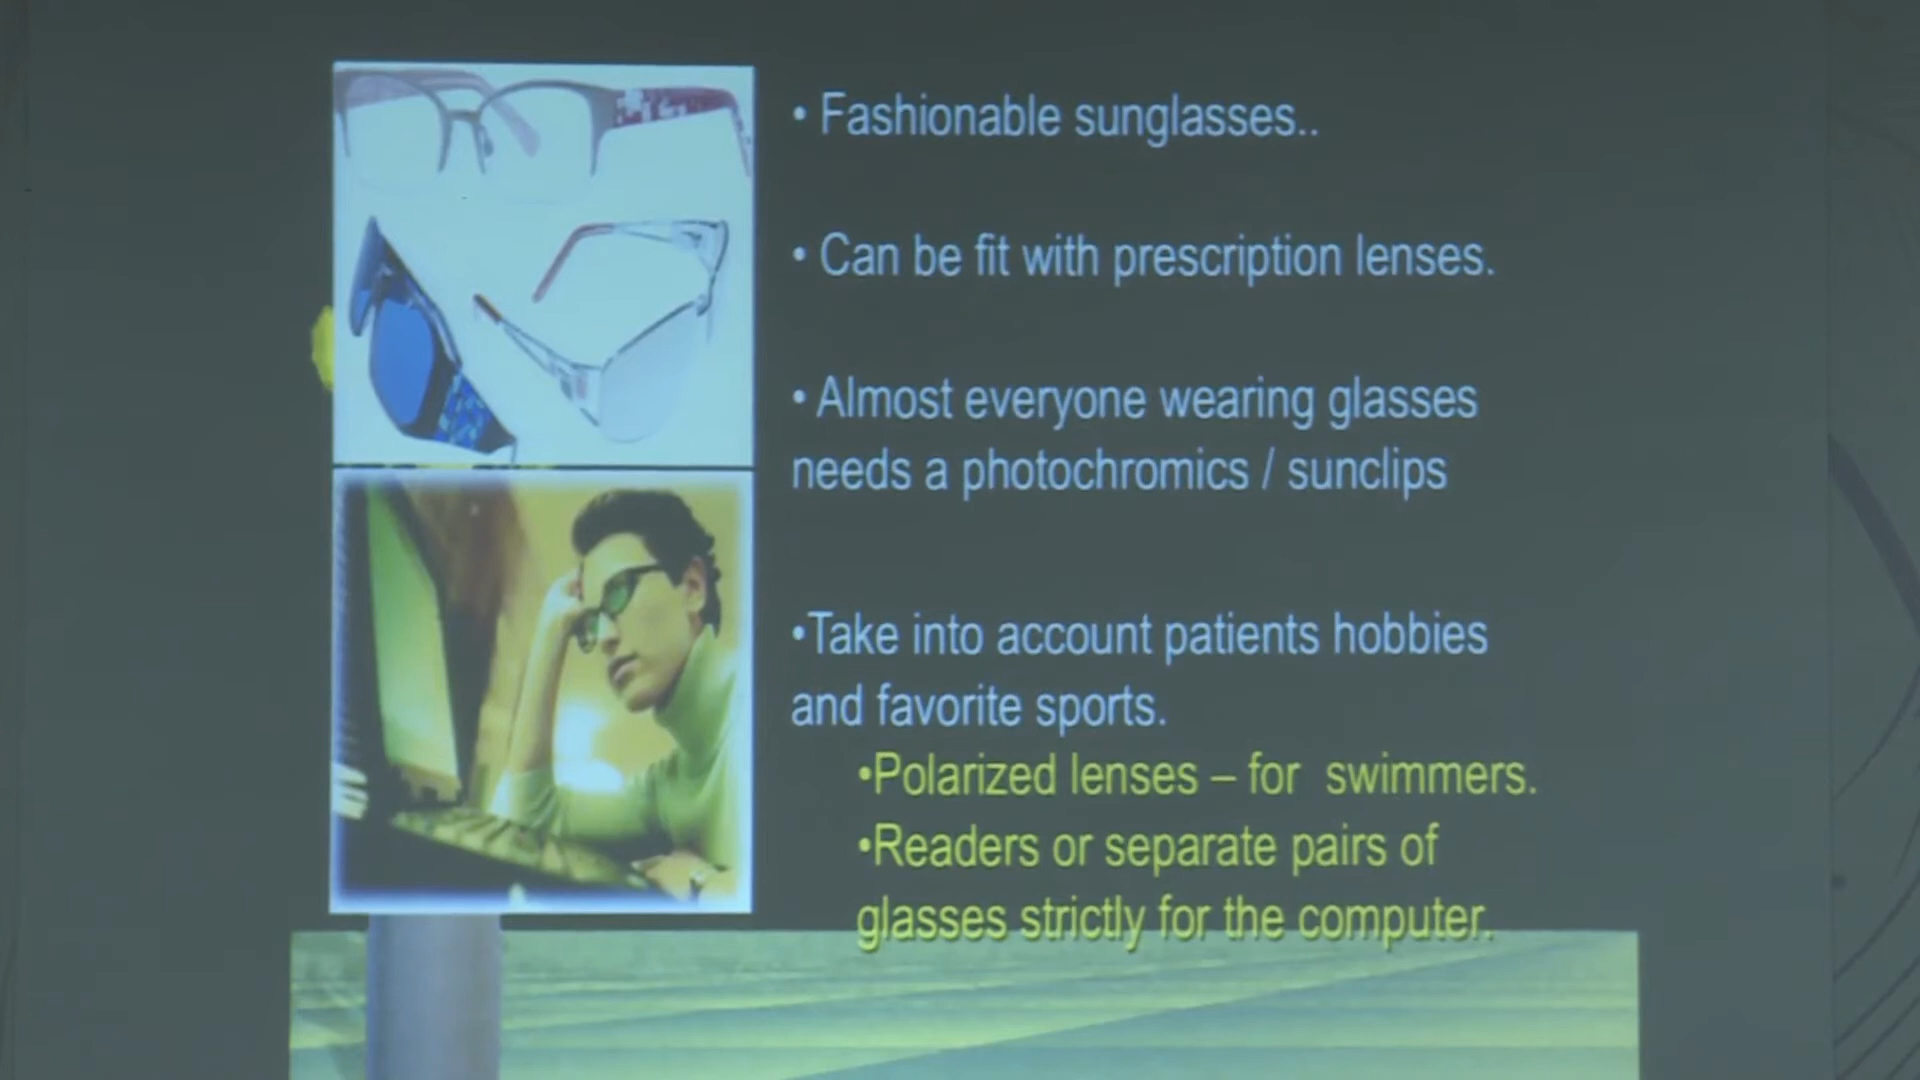 • Fashionable sunglasses..
• Can be fit with prescription lenses.
• Almost everyone wearing glasses
needs a photochromics / sunclips
•Take into account patients hobbies
and favorite sports.
•Polarized lenses – for swimmers.
•Readers or separate pairs of
glasses strictly for the computer.